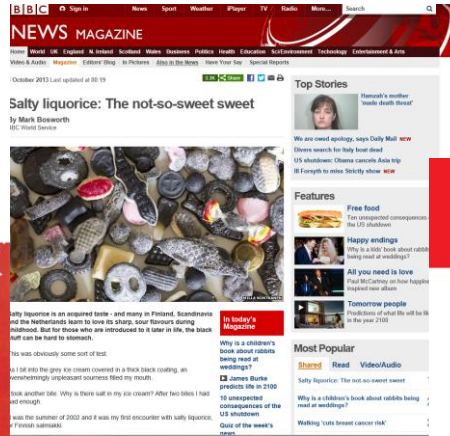 BBC Sign in News Sport Weather iPlayer TV Radio More... Search
NEWS MAGAZINE
Home World UK England N. Ireland Scotland Wales Business Politics Health Education Sci/Environment Technology Entertainment & Arts
Video & Audio Magazine Editors' Blog In Pictures Also in the News Have Your Say Special Reports
October 2013 Last updated at 00:19
Share
Salty liquorice: The not-so-sweet sweet
By Mark Bosworth
BBC World Service
Salty liquorice is an acquired taste - and many in Finland, Scandinavia
and the Netherlands learn to love its sharp, sour flavours during
childhood. But for those who are introduced to it later in life, the black
stuff can be hard to stomach.
This was obviously some sort of test.
As I bit into the grey ice cream covered in a thick black coating, an
overwhelmingly unpleasant sourness filled my mouth.
I took another bite. Why is there salt in my ice cream? After two bites I had
had enough.
It was the summer of 2002 and it was my first encounter with salty liquorice,
or Finnish salmiakki.
In today's
Magazine
Why is a children's
book about rabbits
being read at
weddings?
James Burke
predicts life in 2100
10 unexpected
consequences of the
US shutdown
Quiz of the week's
news
Top Stories
Hamzah's mother
'made death threat'
We are owed apology, says Daily Mail NEW
Divers search for Italy boat dead
US shutdown: Obama cancels Asia trip
Ill Forsyth to miss Strictly show NEW
Features
Free food
Ten unexpected consequences
the US shutdown
Happy endings
Why is a kids' book about rabbits
being read at weddings?
All you need is love
Paul McCartney on how happine
inspired new album
Tomorrow people
Predictions of what life will be lik
in the year 2100
Most Popular
Shared Read Video/Audio
Salty liquorice: The not-so-sweet sweet
Why is a children's book about rabbits being
read at weddings?
Walking 'cuts breast cancer risk'